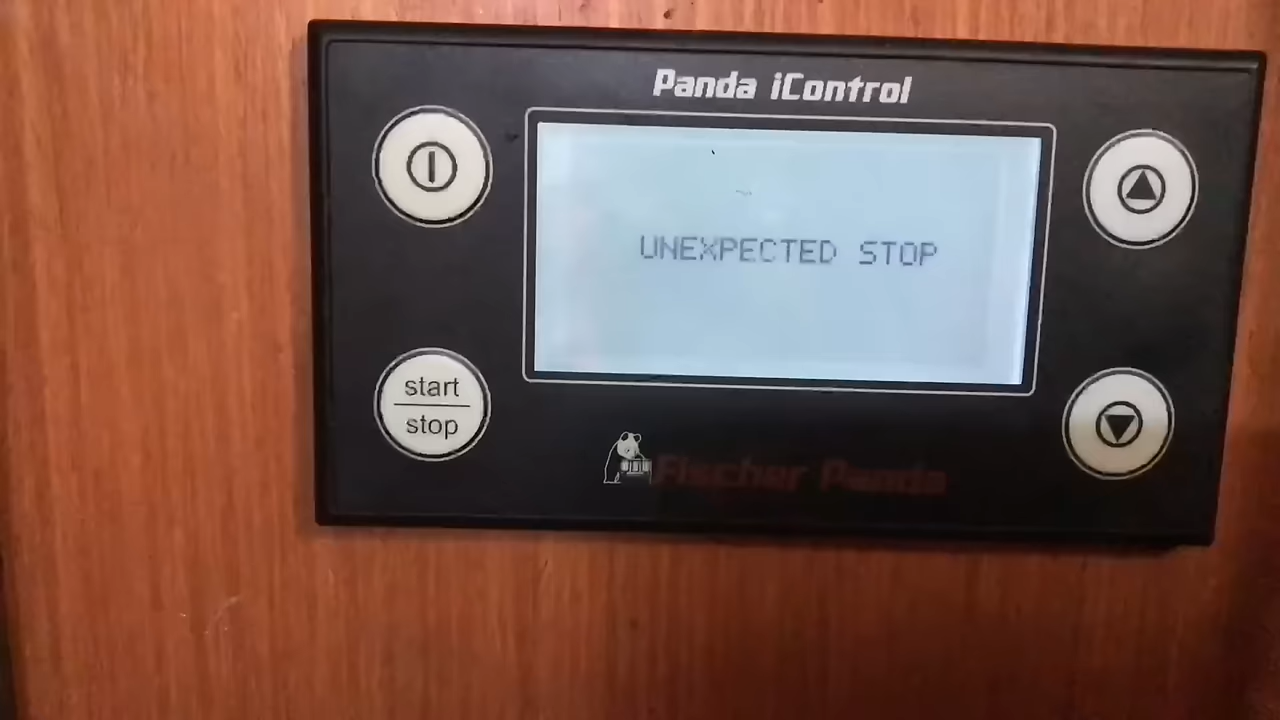 Panda iControl
UNEXPECTED STOP
start
stop
Fischer Panda